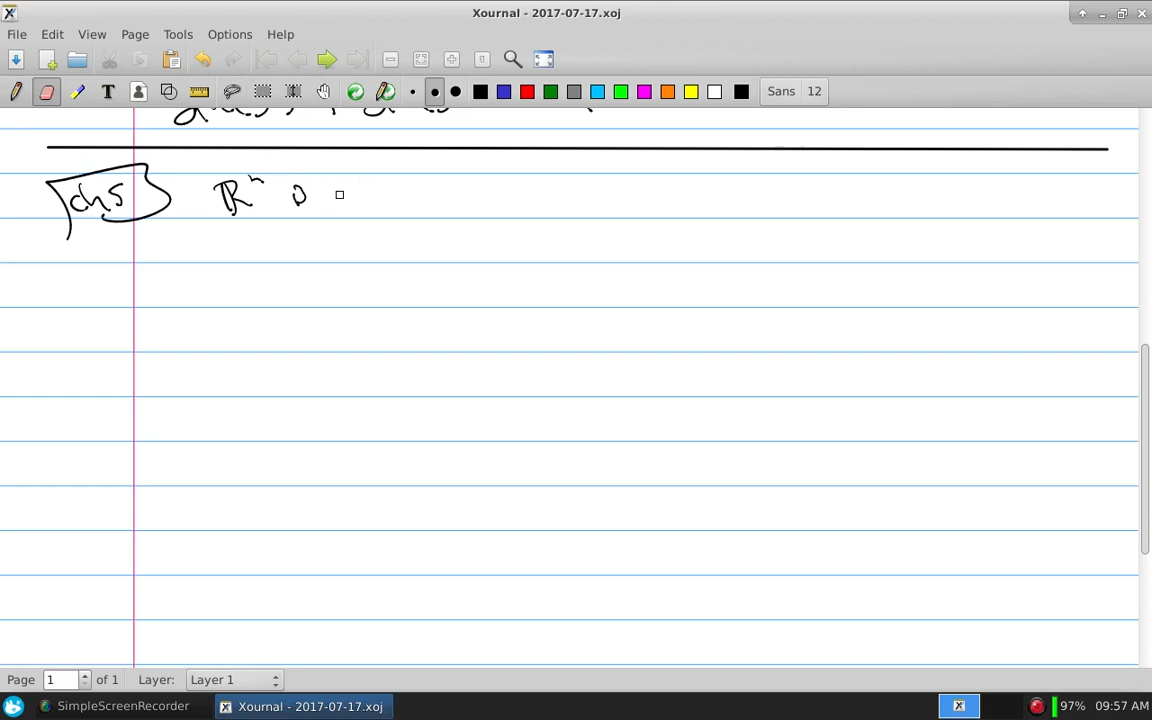 Xournal - 2017-07-17.xoj
File Edit View Page Tools Options Help
Sans 12
ch5 ℝⁿ
Page 1 of 1 Layer: Layer 1
SimpleScreenRecorder Xournal - 2017-07-17.xoj 97% 09:57 AM